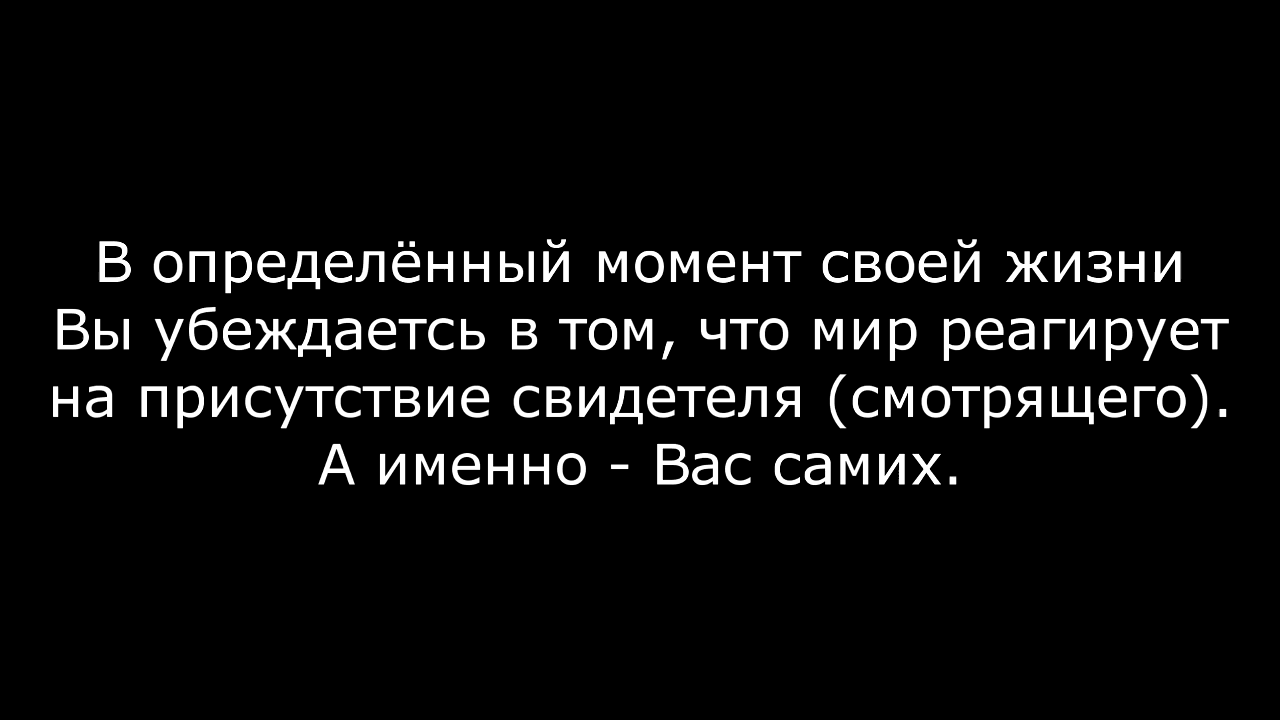 В определённый момент своей жизни
Вы убеждаетсь в том, что мир реагирует
на присутствие свидетеля (смотрящего).
А именно - Вас самих.